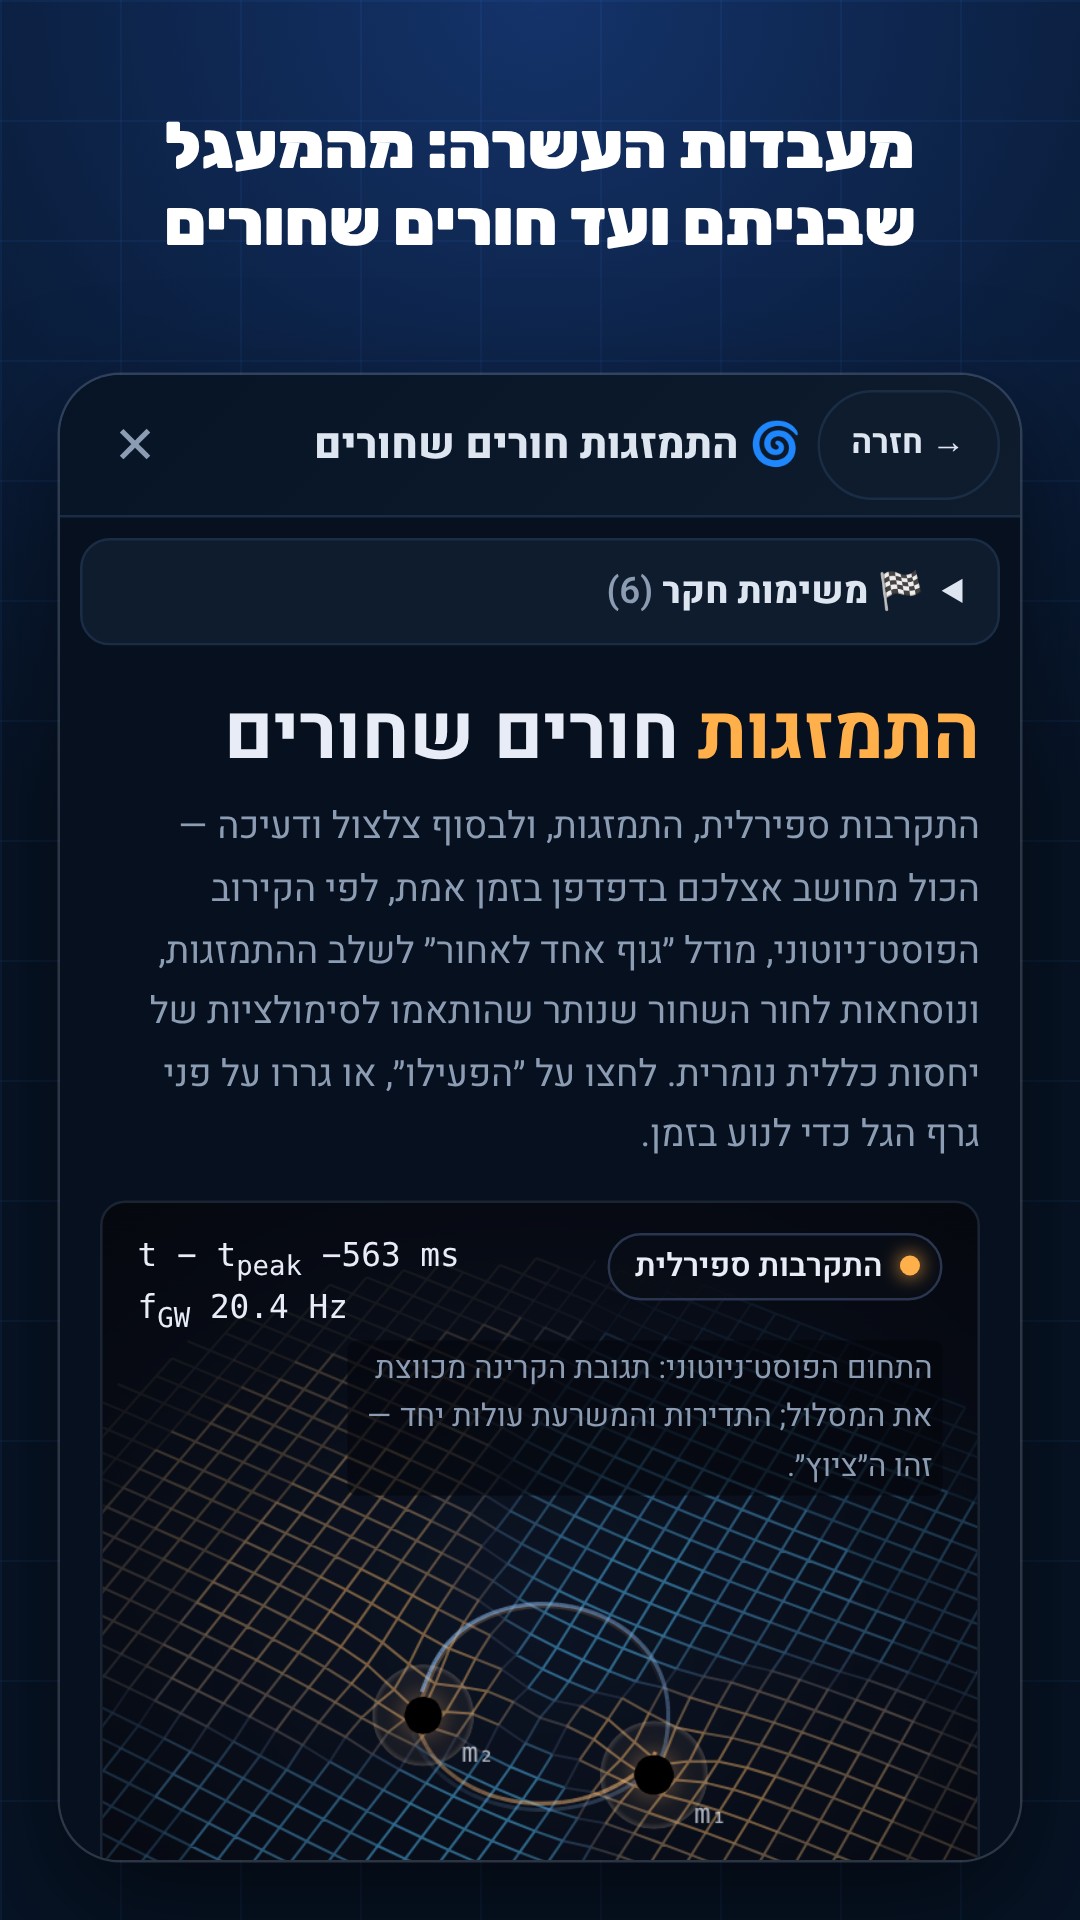 מעבדות העשרה: מהמעגל
שבניתם ועד חורים שחורים
→ חזרה
🌀 התמזגות חורים שחורים
✕
◀ 🏁 משימות חקר (6)
התמזגות חורים שחורים
התקרבות ספירלית, התמזגות, ולבסוף צלצול ודעיכה –
הכול מחושב אצלכם בדפדפן בזמן אמת, לפי הקירוב
הפוסט־ניוטוני, מודל ״גוף אחד לאחור״ לשלב ההתמזגות,
ונוסחאות לחור השחור שנותר שהותאמו לסימולציות של
יחסות כללית נומרית. לחצו על ״הפעילו״, או גררו על פני
גרף הגל כדי לנוע בזמן.
התקרבות ספירלית
t − tpeak −563 ms
fGW 20.4 Hz
התחום הפוסט־ניוטוני: תגובת הקרינה מכווצת
את המסלול; התדירות והמשרעת עולות יחד –
זהו ה״ציוץ״.
m₂
m₁